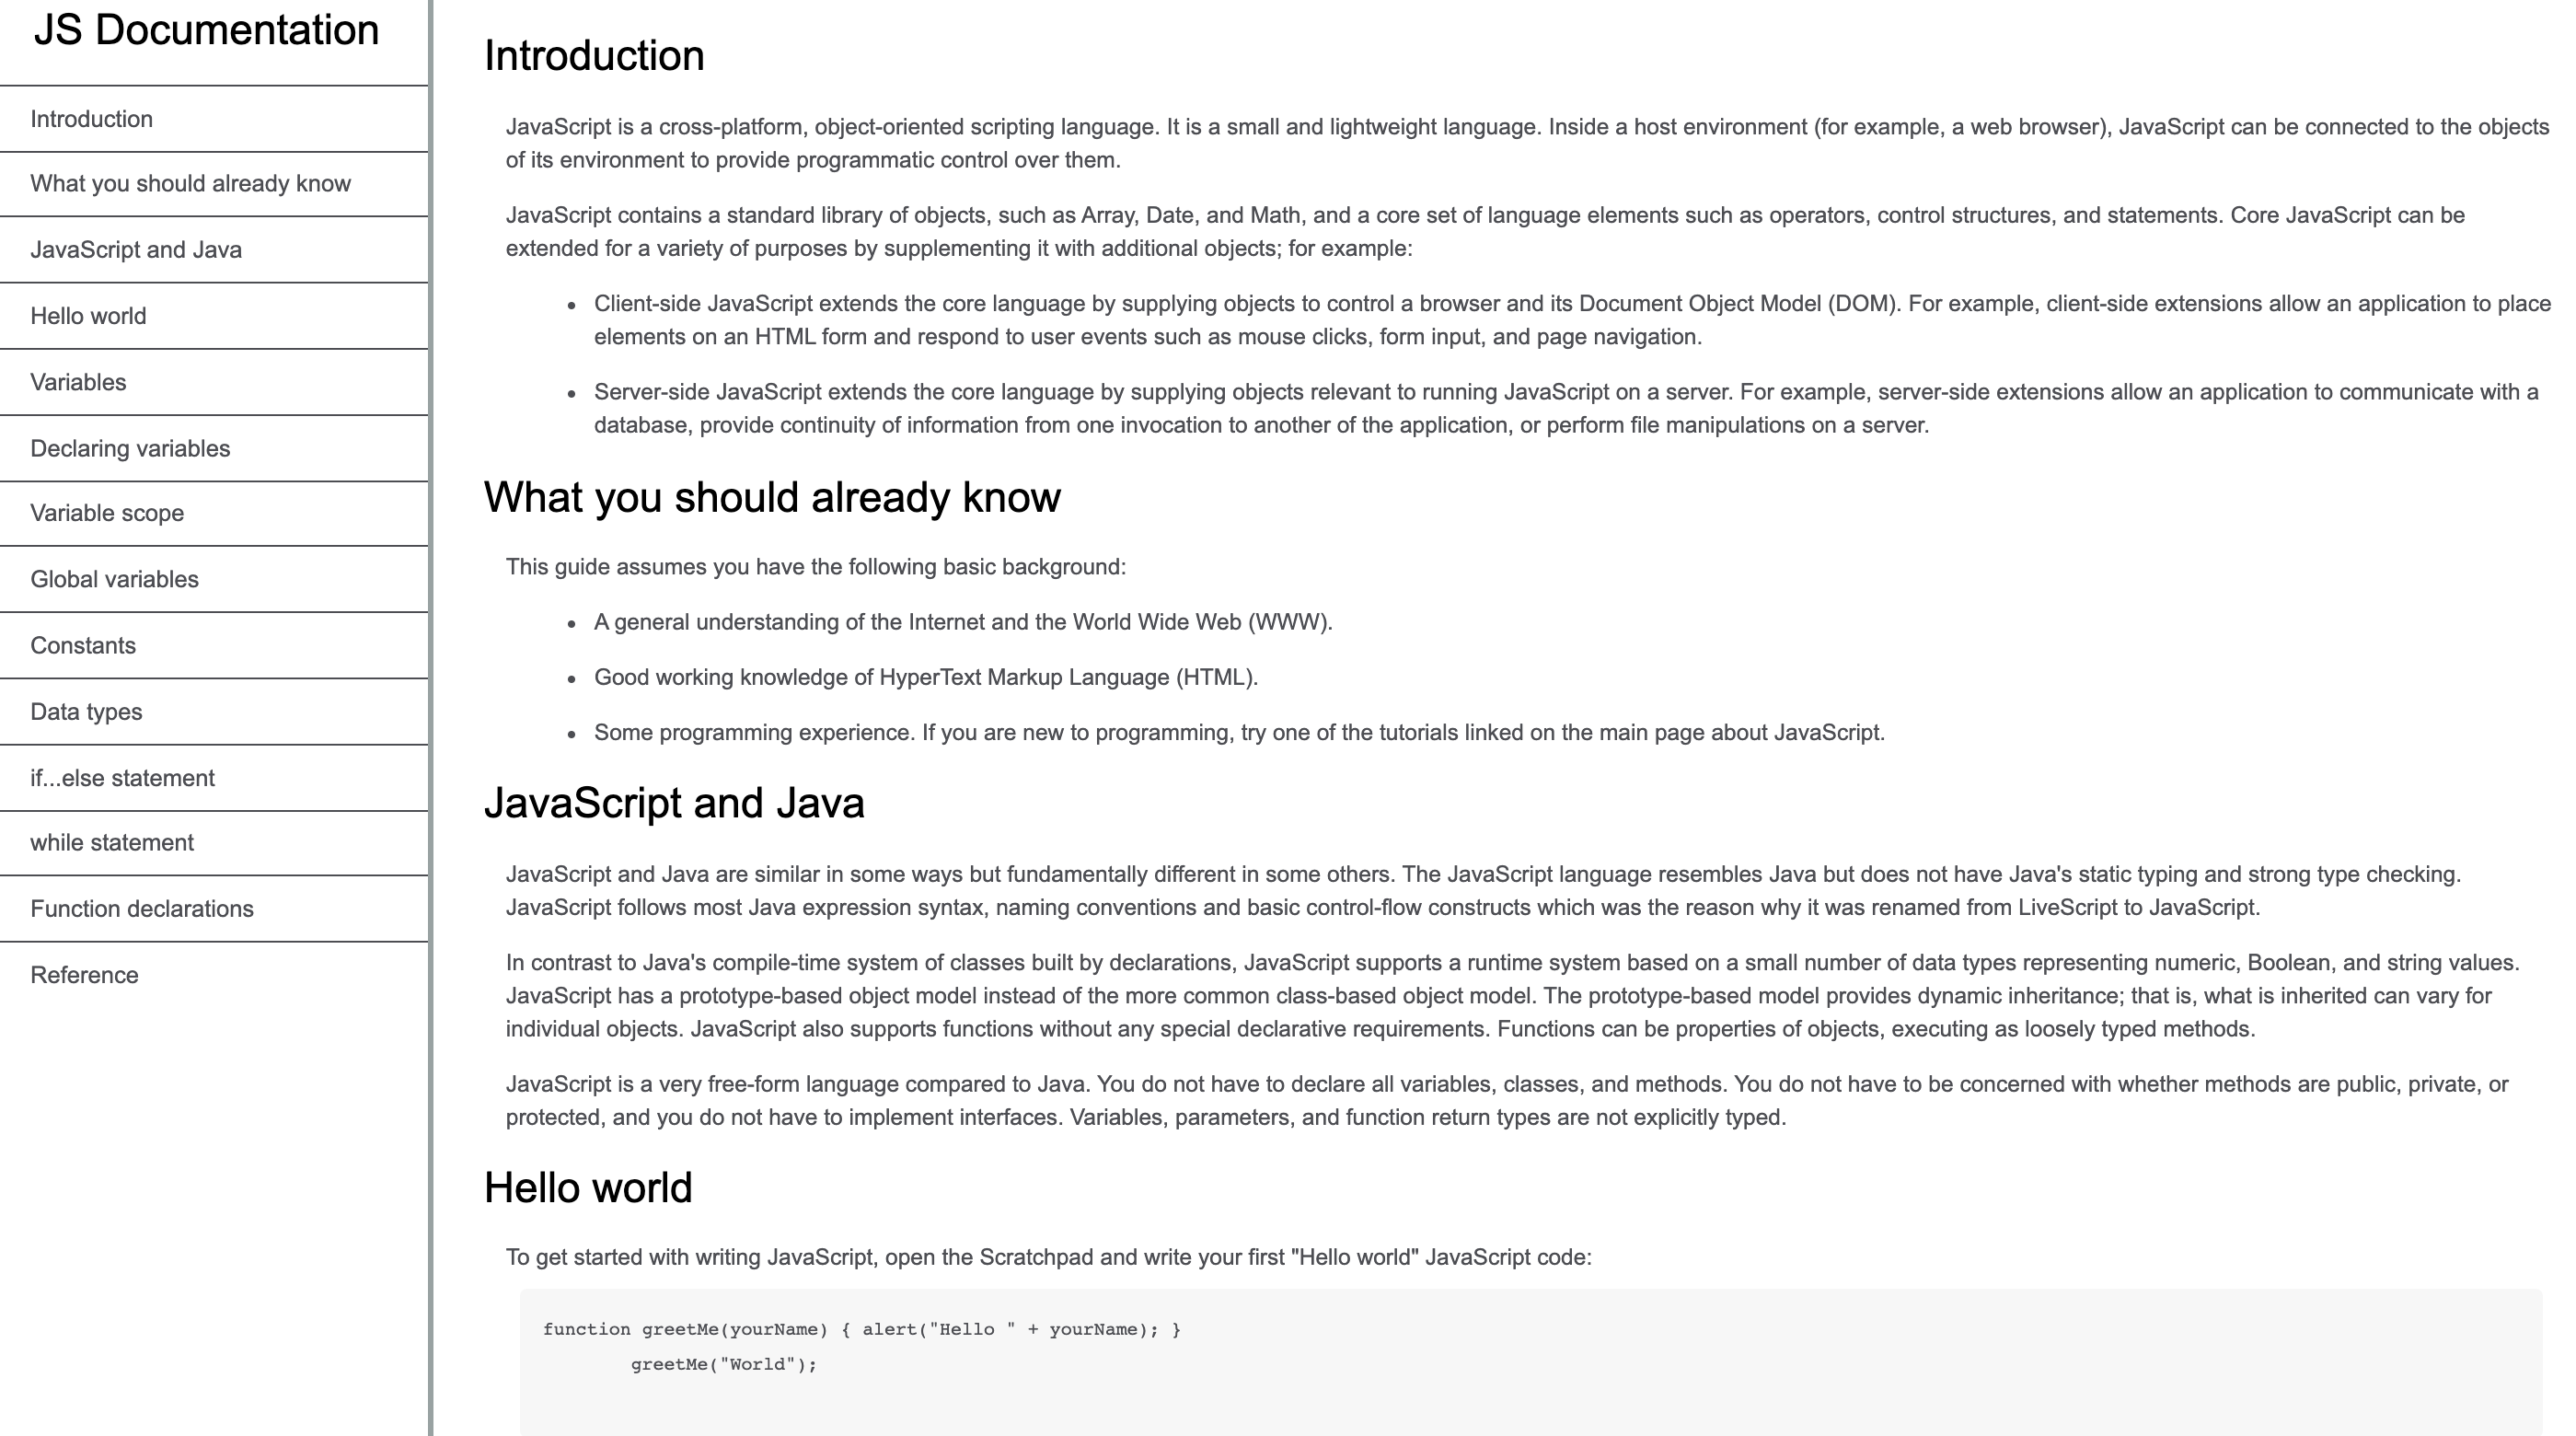 JS Documentation
Introduction
What you should already know
JavaScript and Java
Hello world
Variables
Declaring variables
Variable scope
Global variables
Constants
Data types
if...else statement
while statement
Function declarations
Reference
Introduction
JavaScript is a cross-platform, object-oriented scripting language. It is a small and lightweight language. Inside a host environment (for example, a web browser), JavaScript can be connected to the objects
of its environment to provide programmatic control over them.
JavaScript contains a standard library of objects, such as Array, Date, and Math, and a core set of language elements such as operators, control structures, and statements. Core JavaScript can be
extended for a variety of purposes by supplementing it with additional objects; for example:
• Client-side JavaScript extends the core language by supplying objects to control a browser and its Document Object Model (DOM). For example, client-side extensions allow an application to place
elements on an HTML form and respond to user events such as mouse clicks, form input, and page navigation.
• Server-side JavaScript extends the core language by supplying objects relevant to running JavaScript on a server. For example, server-side extensions allow an application to communicate with a
database, provide continuity of information from one invocation to another of the application, or perform file manipulations on a server.
What you should already know
This guide assumes you have the following basic background:
• A general understanding of the Internet and the World Wide Web (WWW).
• Good working knowledge of HyperText Markup Language (HTML).
• Some programming experience. If you are new to programming, try one of the tutorials linked on the main page about JavaScript.
JavaScript and Java
JavaScript and Java are similar in some ways but fundamentally different in some others. The JavaScript language resembles Java but does not have Java's static typing and strong type checking.
JavaScript follows most Java expression syntax, naming conventions and basic control-flow constructs which was the reason why it was renamed from LiveScript to JavaScript.
In contrast to Java's compile-time system of classes built by declarations, JavaScript supports a runtime system based on a small number of data types representing numeric, Boolean, and string values.
JavaScript has a prototype-based object model instead of the more common class-based object model. The prototype-based model provides dynamic inheritance; that is, what is inherited can vary for
individual objects. JavaScript also supports functions without any special declarative requirements. Functions can be properties of objects, executing as loosely typed methods.
JavaScript is a very free-form language compared to Java. You do not have to declare all variables, classes, and methods. You do not have to be concerned with whether methods are public, private, or
protected, and you do not have to implement interfaces. Variables, parameters, and function return types are not explicitly typed.
Hello world
To get started with writing JavaScript, open the Scratchpad and write your first "Hello world" JavaScript code:
function greetMe(yourName) { alert("Hello " + yourName); }
greetMe("World");